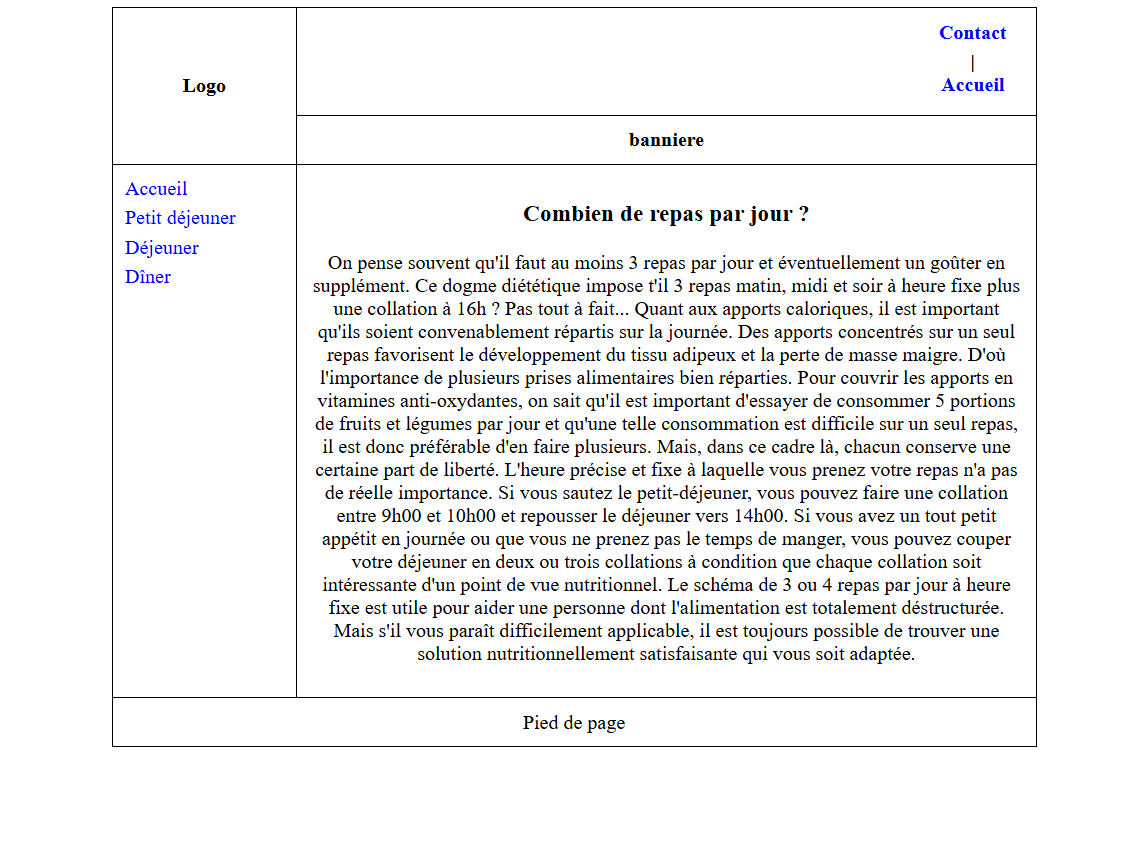 Logo
Contact
|
Accueil
banniere
Accueil
Petit déjeuner
Déjeuner
Dîner
Combien de repas par jour ?
On pense souvent qu'il faut au moins 3 repas par jour et éventuellement un goûter en
supplément. Ce dogme diététique impose t'il 3 repas matin, midi et soir à heure fixe plus
une collation à 16h ? Pas tout à fait... Quant aux apports caloriques, il est important
qu'ils soient convenablement répartis sur la journée. Des apports concentrés sur un seul
repas favorisent le développement du tissu adipeux et la perte de masse maigre. D'où
l'importance de plusieurs prises alimentaires bien réparties. Pour couvrir les apports en
vitamines anti-oxydantes, on sait qu'il est important d'essayer de consommer 5 portions
de fruits et légumes par jour et qu'une telle consommation est difficile sur un seul repas,
il est donc préférable d'en faire plusieurs. Mais, dans ce cadre là, chacun conserve une
certaine part de liberté. L'heure précise et fixe à laquelle vous prenez votre repas n'a pas
de réelle importance. Si vous sautez le petit-déjeuner, vous pouvez faire une collation
entre 9h00 et 10h00 et repousser le déjeuner vers 14h00. Si vous avez un tout petit
appétit en journée ou que vous ne prenez pas le temps de manger, vous pouvez couper
votre déjeuner en deux ou trois collations à condition que chaque collation soit
intéressante d'un point de vue nutritionnel. Le schéma de 3 ou 4 repas par jour à heure
fixe est utile pour aider une personne dont l'alimentation est totalement déstructurée.
Mais s'il vous paraît difficilement applicable, il est toujours possible de trouver une
solution nutritionnellement satisfaisante qui vous soit adaptée.
Pied de page